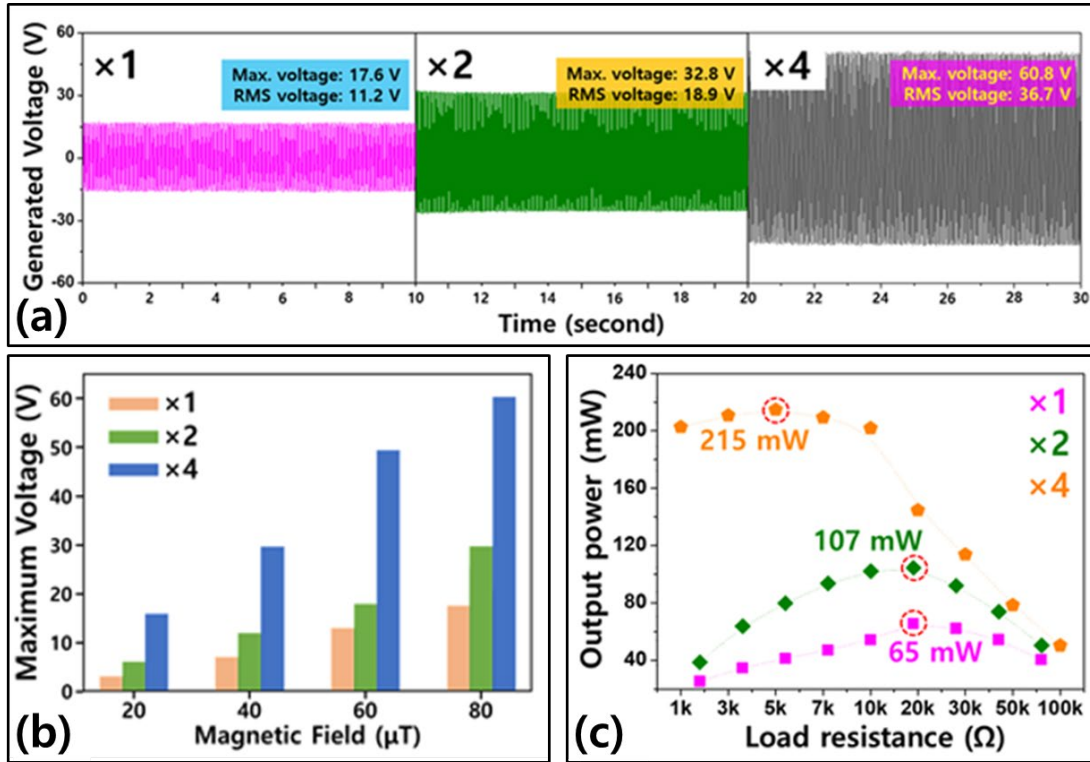 Generated Voltage (V)
60
30
0
-30
-60
×1
Max. voltage: 17.6 V
RMS voltage: 11.2 V
×2
Max. voltage: 32.8 V
RMS voltage: 18.9 V
×4
Max. voltage: 60.8 V
RMS voltage: 36.7 V
0 2 4 6 8 10 12 14 16 18 20 22 24 26 28 30
Time (second)
(a)
Maximum Voltage (V)
60
50
40
30
20
10
0
×1
×2
×4
20 40 60 80
Magnetic Field (μT)
(b)
Output power (mW)
240
200
160
120
80
40
×1
×2
×4
215 mW
107 mW
65 mW
1k 3k 5k 7k 10k 20k 30k 50k 100k
Load resistance (Ω)
(c)